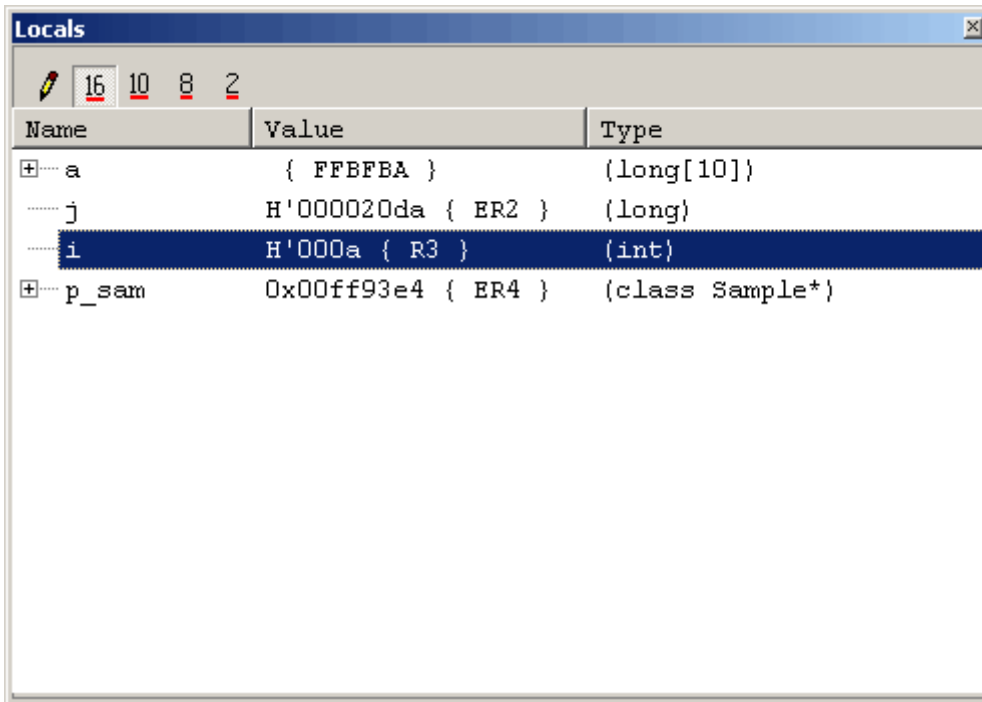 Locals
16 10 8 2
Name Value Type
a { FFBFBA } (long[10])
j H'000020da { ER2 } (long)
i H'000a { R3 } (int)
p_sam 0x00ff93e4 { ER4 } (class Sample*)